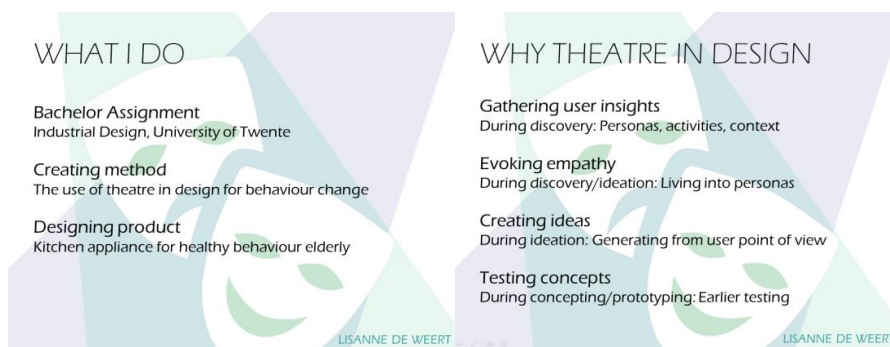 WHAT I DO
Bachelor Assignment
Industrial Design, University of Twente
Creating method
The use of theatre in design for behaviour change
Designing product
Kitchen appliance for healthy behaviour elderly
LISANNE DE WEERT
WHY THEATRE IN DESIGN
Gathering user insights
During discovery: Personas, activities, context
Evoking empathy
During discovery/ideation: Living into personas
Creating ideas
During ideation: Generating from user point of view
Testing concepts
During concepting/prototyping: Earlier testing
LISANNE DE WEERT